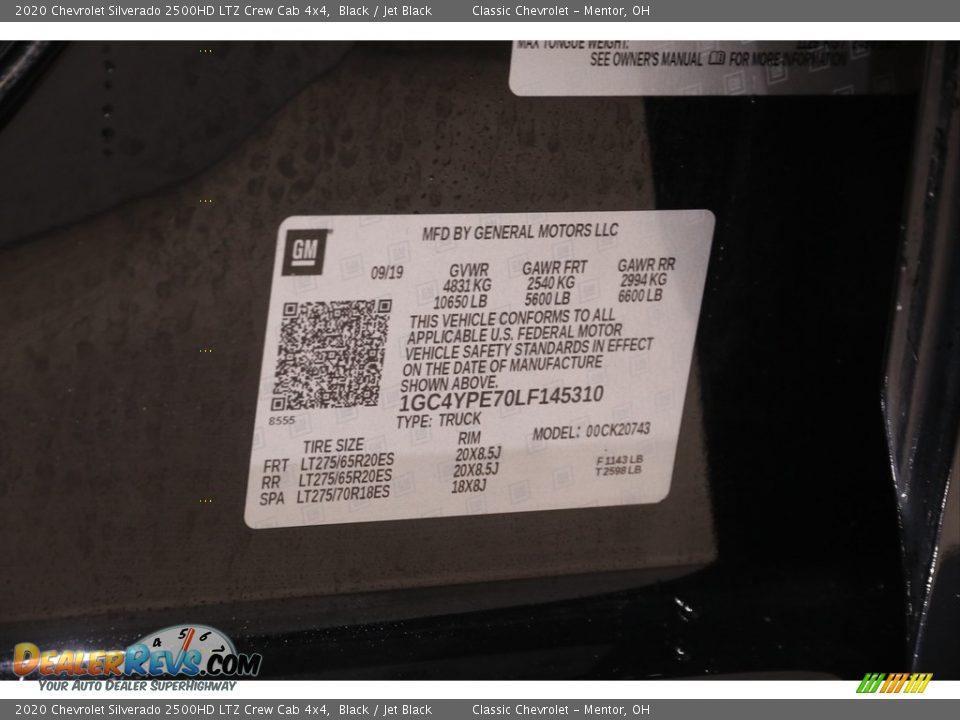 2020 Chevrolet Silverado 2500HD LTZ Crew Cab 4x4, Black / Jet Black Classic Chevrolet - Mentor, OH
MAX TONGUE WEIGHT:
SEE OWNER'S MANUAL FOR MORE INFORMATION
GM
MFD BY GENERAL MOTORS LLC
09/19 GVWR GAWR FRT GAWR RR
4831 KG 2540 KG 2994 KG
10650 LB 5600 LB 6600 LB
THIS VEHICLE CONFORMS TO ALL
APPLICABLE U.S. FEDERAL MOTOR
VEHICLE SAFETY STANDARDS IN EFFECT
ON THE DATE OF MANUFACTURE
SHOWN ABOVE.
8555
1GC4YPE70LF145310
TYPE: TRUCK
MODEL: 00CK20743
TIRE SIZE RIM
FRT LT275/65R20ES 20X8.5J
RR LT275/65R20ES 20X8.5J
SPA LT275/70R18ES 18X8J
F 1143 LB
T 2598 LB
4 5 6
DEALERREVS.COM
YOUR AUTO DEALER SUPERHIGHWAY
2020 Chevrolet Silverado 2500HD LTZ Crew Cab 4x4, Black / Jet Black Classic Chevrolet - Mentor, OH